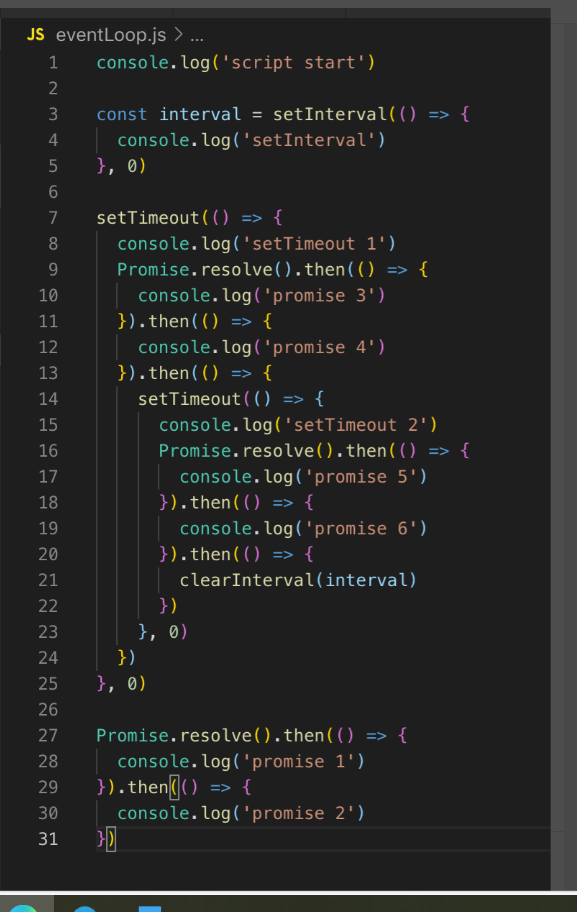 JS eventLoop.js > ...
1 console.log('script start')
2
3 const interval = setInterval(() => {
4   console.log('setInterval')
5 }, 0)
6
7 setTimeout(() => {
8   console.log('setTimeout 1')
9   Promise.resolve().then(() => {
10     console.log('promise 3')
11   }).then(() => {
12     console.log('promise 4')
13   }).then(() => {
14     setTimeout(() => {
15       console.log('setTimeout 2')
16       Promise.resolve().then(() => {
17         console.log('promise 5')
18       }).then(() => {
19         console.log('promise 6')
20       }).then(() => {
21         clearInterval(interval)
22       })
23     }, 0)
24   })
25 }, 0)
26
27 Promise.resolve().then(() => {
28   console.log('promise 1')
29 }).then(() => {
30   console.log('promise 2')
31 })